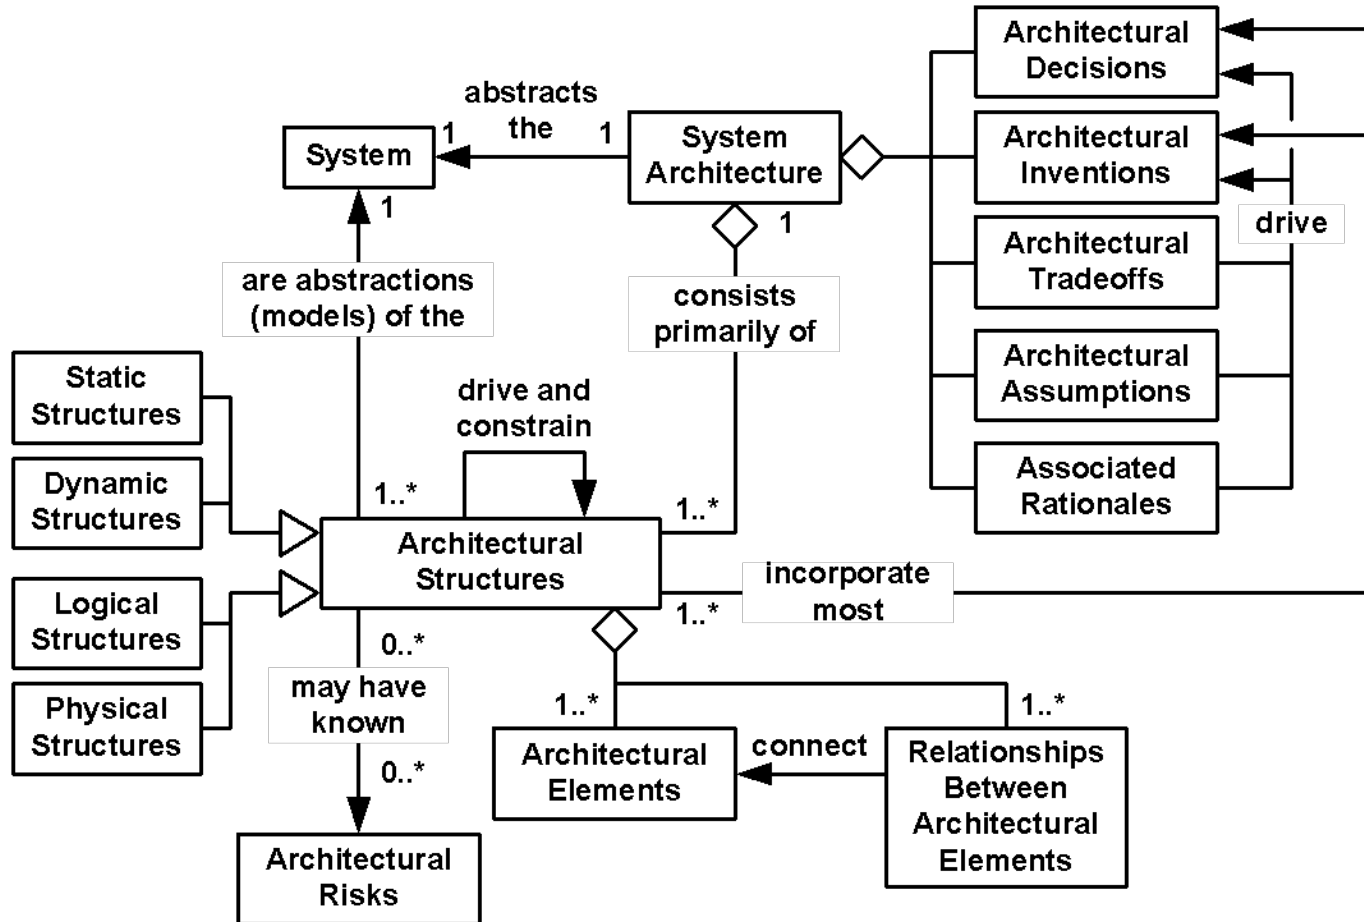 Architectural
Decisions
abstracts
the
1
1
System
System
Architecture
Architectural
Inventions
1
1
drive
are abstractions
(models) of the
consists
primarily of
Architectural
Tradeoffs
Static
Structures
drive and
constrain
Architectural
Assumptions
Dynamic
Structures
1..*
1..*
Associated
Rationales
Architectural
Structures
incorporate
most
1..*
Logical
Structures
0..*
may have
known
Physical
Structures
1..*
1..*
0..*
Architectural
Elements
connect
Relationships
Between
Architectural
Elements
Architectural
Risks